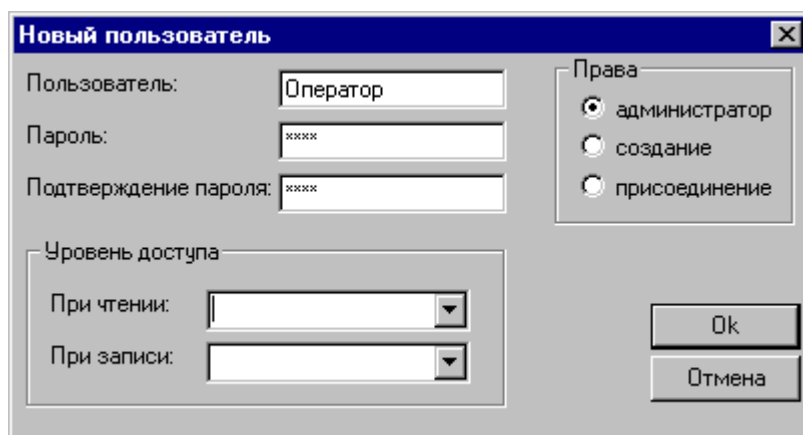 Новый пользователь
Пользователь: Оператор
Пароль: ××××
Подтверждение пароля: ××××
Права
администратор
создание
присоединение
Уровень доступа
При чтении:
При записи:
Ok
Отмена